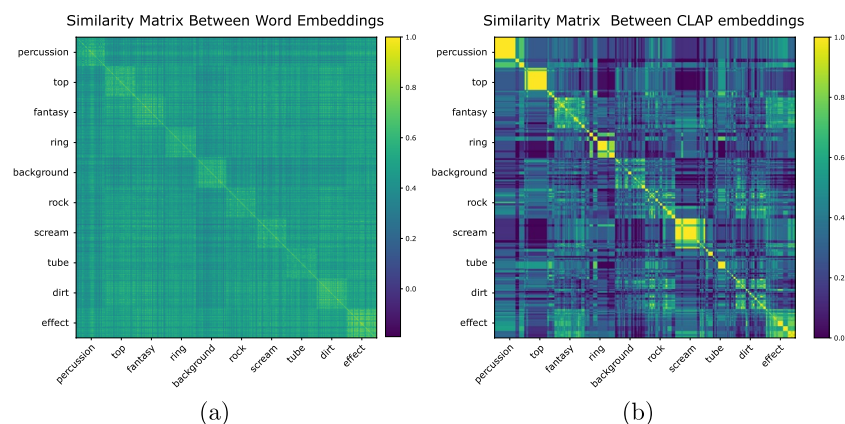 Similarity Matrix Between Word Embeddings
percussion
top
fantasy
ring
background
rock
scream
tube
dirt
effect
percussion
top
fantasy
ring
background
rock
scream
tube
dirt
effect
1.0
0.8
0.6
0.4
0.2
0.0
(a)
Similarity Matrix Between CLAP embeddings
percussion
top
fantasy
ring
background
rock
scream
tube
dirt
effect
percussion
top
fantasy
ring
background
rock
scream
tube
dirt
effect
1.0
0.8
0.6
0.4
0.2
0.0
(b)